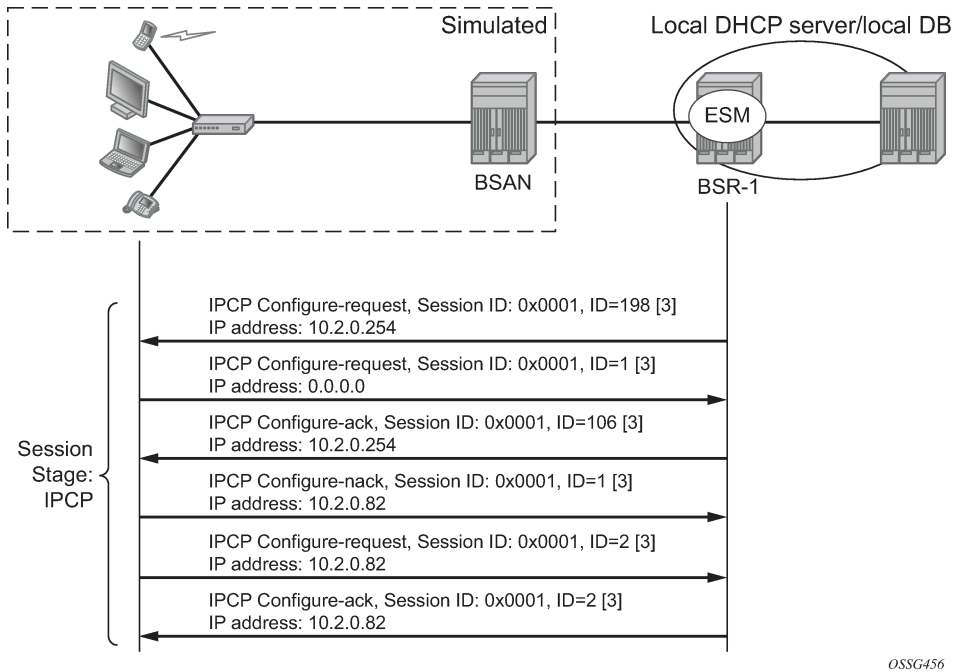 Simulated
Local DHCP server/local DB
ESM
BSAN
BSR-1
IPCP Configure-request, Session ID: 0x0001, ID=198 [3]
IP address: 10.2.0.254
IPCP Configure-request, Session ID: 0x0001, ID=1 [3]
IP address: 0.0.0.0
IPCP Configure-ack, Session ID: 0x0001, ID=106 [3]
IP address: 10.2.0.254
IPCP Configure-nack, Session ID: 0x0001, ID=1 [3]
IP address: 10.2.0.82
IPCP Configure-request, Session ID: 0x0001, ID=2 [3]
IP address: 10.2.0.82
IPCP Configure-ack, Session ID: 0x0001, ID=2 [3]
IP address: 10.2.0.82
Session
Stage:
IPCP
OSSG456